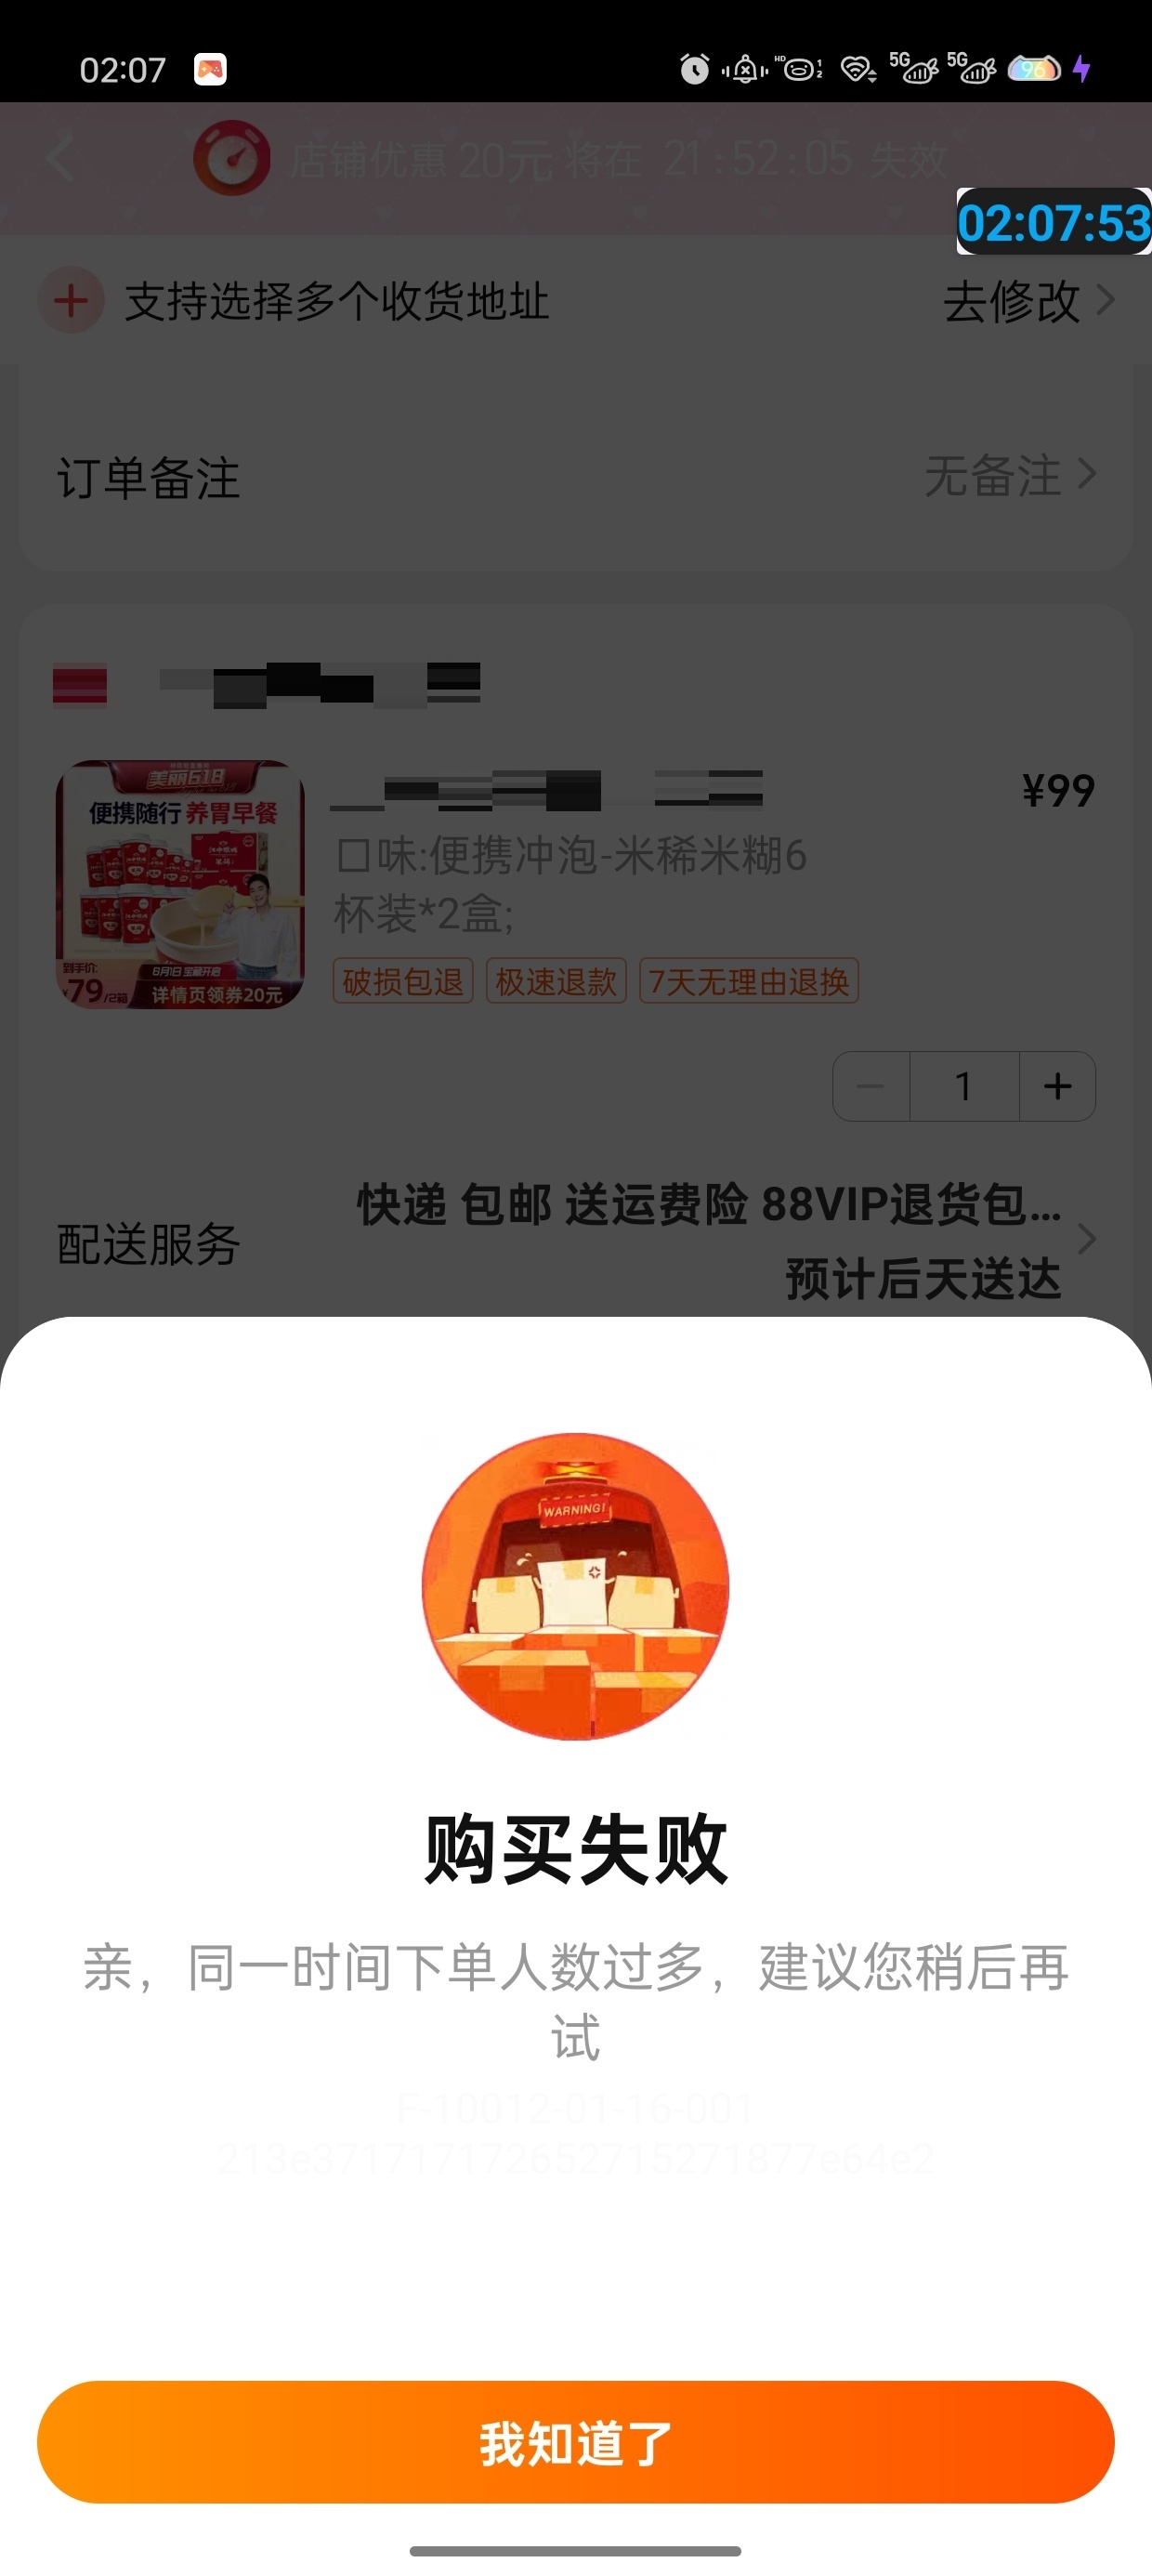 02:07
HD
1
2
5G
5G
96
店铺优惠 20元 将在 21:52:05 失效
02:07:53
支持选择多个收货地址
去修改
订单备注
无备注
¥99
美丽618
便携随行 养胃早餐
到手价:
¥79/2箱
8月1日 宝藏开启
详情页领券20元
口味:便携冲泡-米稀米糊6
杯装*2盒;
破损包退
极速退款
7天无理由退换
1
配送服务
快递 包邮 送运费险 88VIP退货包...
预计后天送达
WARNING!
购买失败
亲，同一时间下单人数过多，建议您稍后再
试
F-10012-01-16-001
213e371717172652715271877e64e2
我知道了